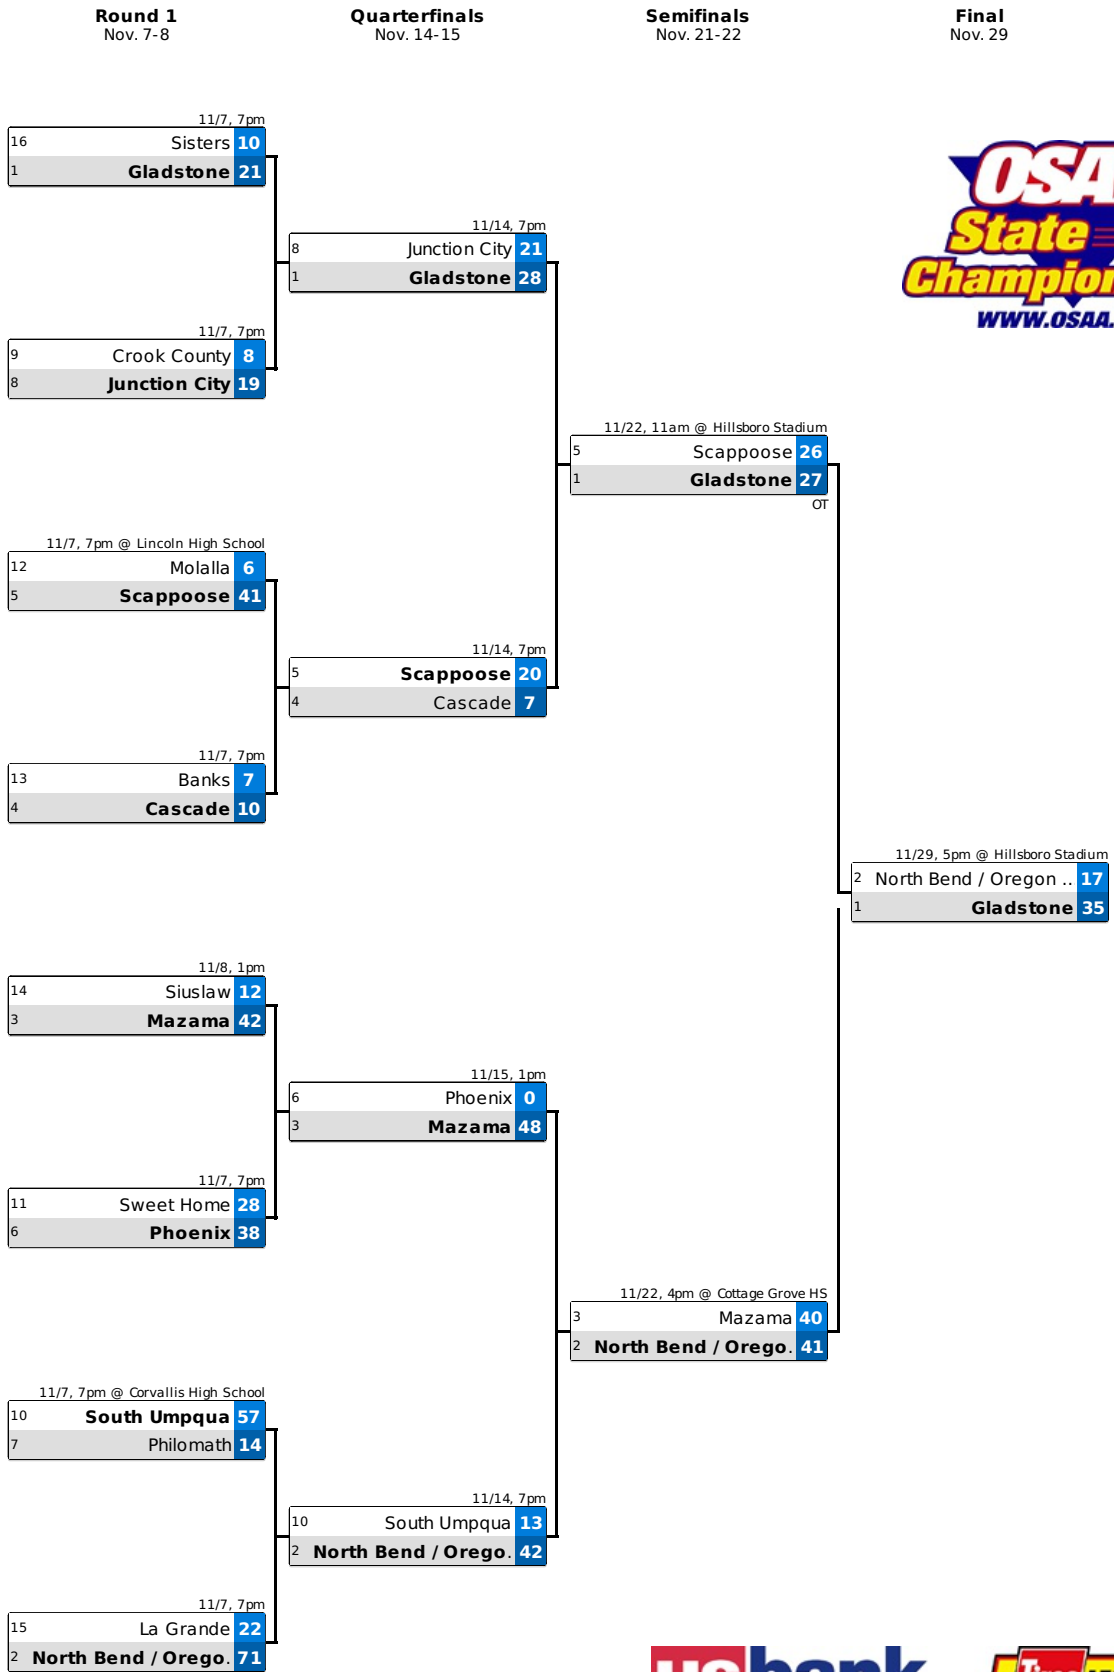 Round 1
Nov. 7-8
Quarterfinals
Nov. 14-15
Semifinals
Nov. 21-22
Final
Nov. 29
11/7, 7pm
16 Sisters 10
1 Gladstone 21
11/14, 7pm
8 Junction City 21
1 Gladstone 28
11/7, 7pm
9 Crook County 8
8 Junction City 19
OSA
State
Champion
WWW.OSAA.
11/22, 11am @ Hillsboro Stadium
5 Scappoose 26
1 Gladstone 27
OT
11/7, 7pm @ Lincoln High School
12 Molalla 6
5 Scappoose 41
11/14, 7pm
5 Scappoose 20
4 Cascade 7
11/7, 7pm
13 Banks 7
4 Cascade 10
11/29, 5pm @ Hillsboro Stadium
2 North Bend / Oregon .. 17
1 Gladstone 35
11/8, 1pm
14 Siuslaw 12
3 Mazama 42
11/15, 1pm
6 Phoenix 0
3 Mazama 48
11/7, 7pm
11 Sweet Home 28
6 Phoenix 38
11/22, 4pm @ Cottage Grove HS
3 Mazama 40
2 North Bend / Orego. 41
11/7, 7pm @ Corvallis High School
10 South Umpqua 57
7 Philomath 14
11/14, 7pm
10 South Umpqua 13
2 North Bend / Orego. 42
11/7, 7pm
15 La Grande 22
2 North Bend / Orego. 71
usbank